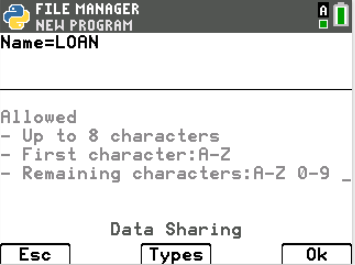 FILE MANAGER
NEW PROGRAM
A
Name=LOAN
Allowed
- Up to 8 characters
- First character:A-Z
- Remaining characters:A-Z 0-9 _
Data Sharing
Esc Types Ok